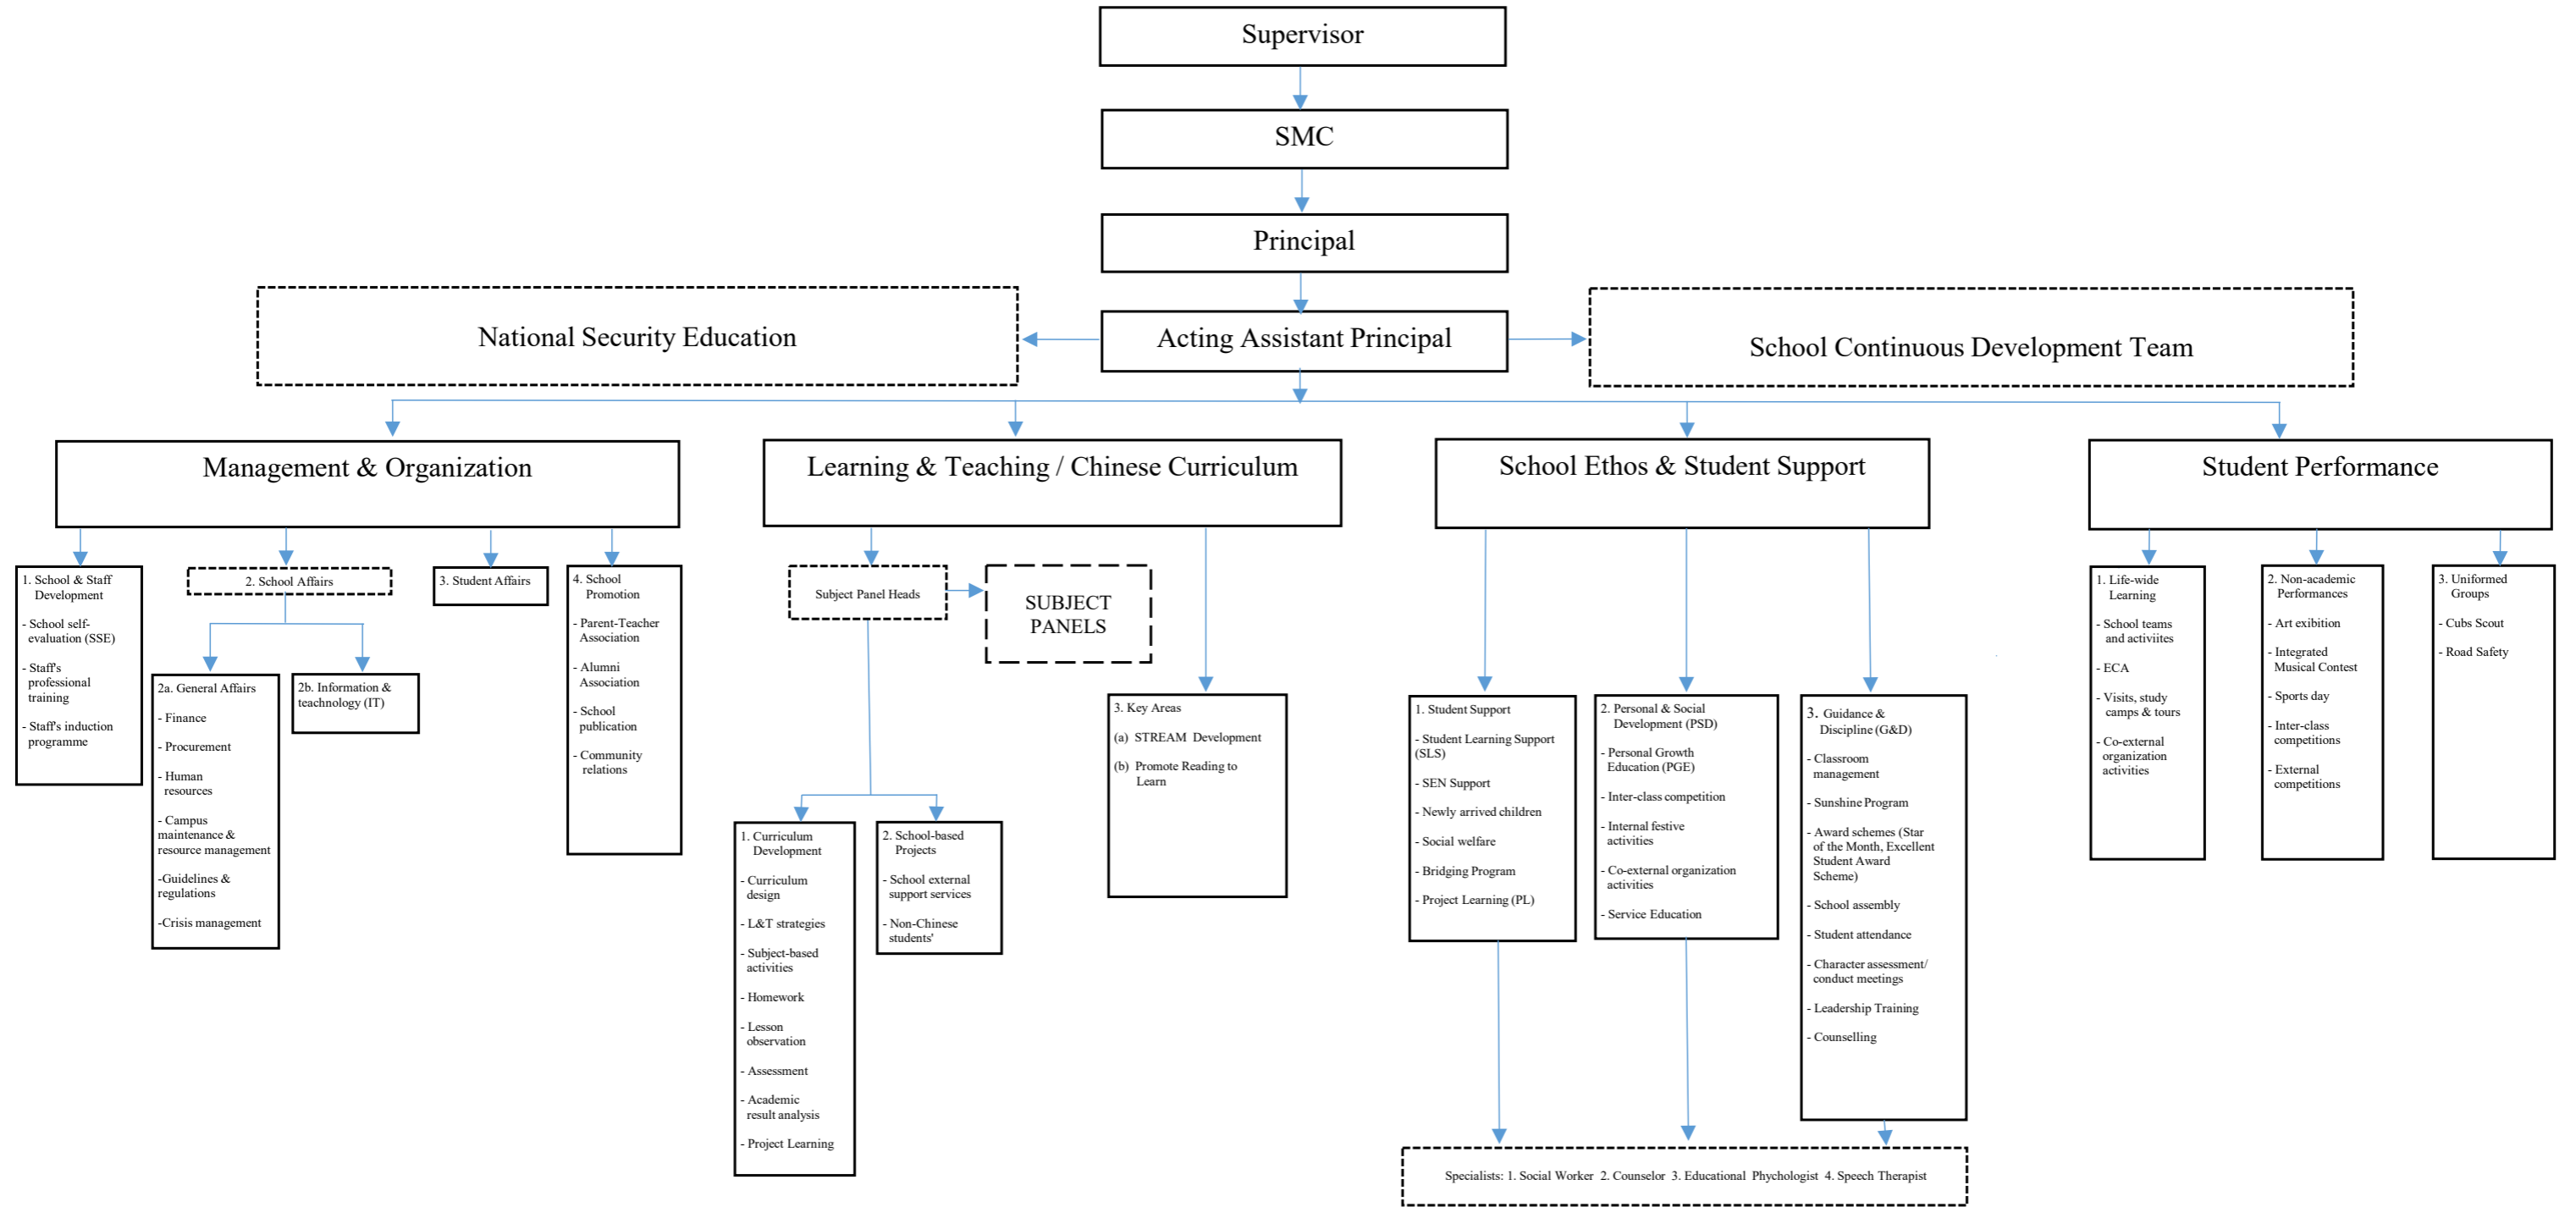 Supervisor
SMC
Principal
National Security Education
Acting Assistant Principal
School Continuous Development Team
Management & Organization
Learning & Teaching / Chinese Curriculum
School Ethos & Student Support
Student Performance
1. School & Staff
Development
- School self-
evaluation (SSE)
- Staff's
professional
training
- Staff's induction
programme
2. School Affairs
2a. General Affairs
- Finance
- Procurement
- Human
resources
- Campus
maintenance &
resource management
-Guidelines &
regulations
-Crisis management
2b. Information &
teachnology (IT)
3. Student Affairs
4. School
Promotion
- Parent-Teacher
Association
- Alumni
Association
- School
publication
- Community
relations
Subject Panel Heads
SUBJECT
PANELS
1. Curriculum
Development
- Curriculum
design
- L&T strategies
- Subject-based
activities
- Homework
- Lesson
observation
- Assessment
- Academic
result analysis
- Project Learning
2. School-based
Projects
- School external
support services
- Non-Chinese
students'
3. Key Areas
(a) STREAM Development
(b) Promote Reading to
Learn
1. Student Support
- Student Learning Support
(SLS)
- SEN Support
- Newly arrived children
- Social welfare
- Bridging Program
- Project Learning (PL)
2. Personal & Social
Development (PSD)
- Personal Growth
Education (PGE)
- Inter-class competition
- Internal festive
activities
- Co-external organization
activities
- Service Education
3. Guidance &
Discipline (G&D)
- Classroom
management
- Sunshine Program
- Award schemes (Star
of the Month, Excellent
Student Award
Scheme)
- School assembly
- Student attendance
- Character assessment/
conduct meetings
- Leadership Training
- Counselling
Specialists: 1. Social Worker 2. Counselor 3. Educational Phychologist 4. Speech Therapist
1. Life-wide
Learning
- School teams
and activiites
- ECA
- Visits, study
camps & tours
- Co-external
organization
activities
2. Non-academic
Performances
- Art exibition
- Integrated
Musical Contest
- Sports day
- Inter-class
competitions
- External
competitions
3. Uniformed
Groups
- Cubs Scout
- Road Safety